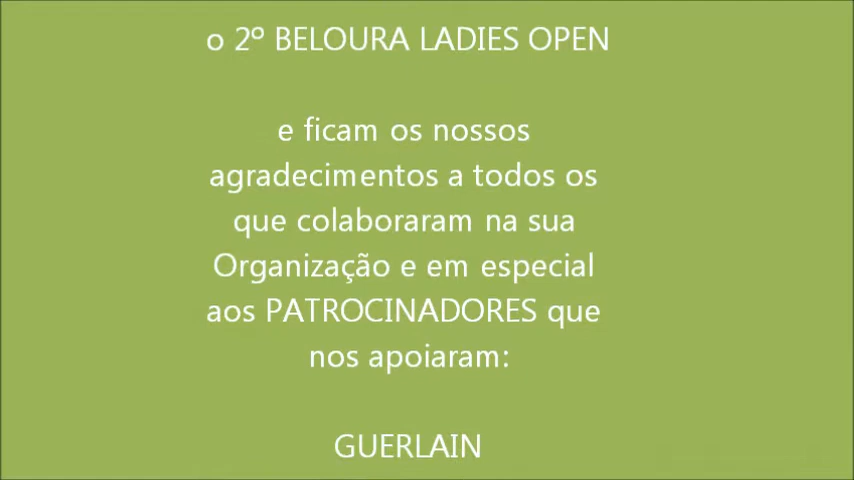 o 2º BELOURA LADIES OPEN
e ficam os nossos
agradecimentos a todos os
que colaboraram na sua
Organização e em especial
aos PATROCINADORES que
nos apoiaram:
GUERLAIN